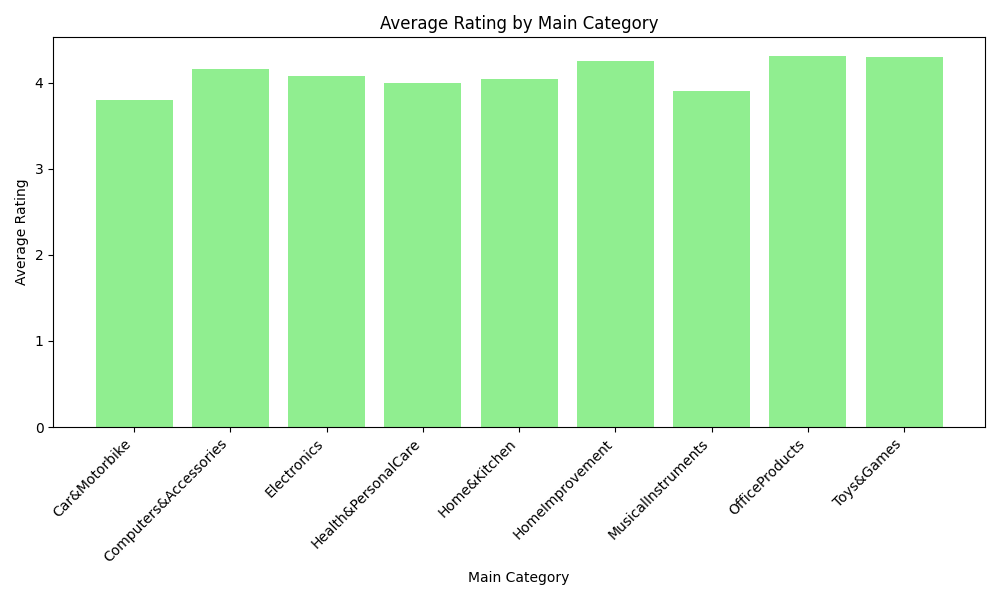 Average Rating by Main Category
Average Rating
4
3
2
1
0
Car&Motorbike
Computers&Accessories
Electronics
Health&PersonalCare
Home&Kitchen
HomeImprovement
MusicalInstruments
OfficeProducts
Toys&Games
Main Category